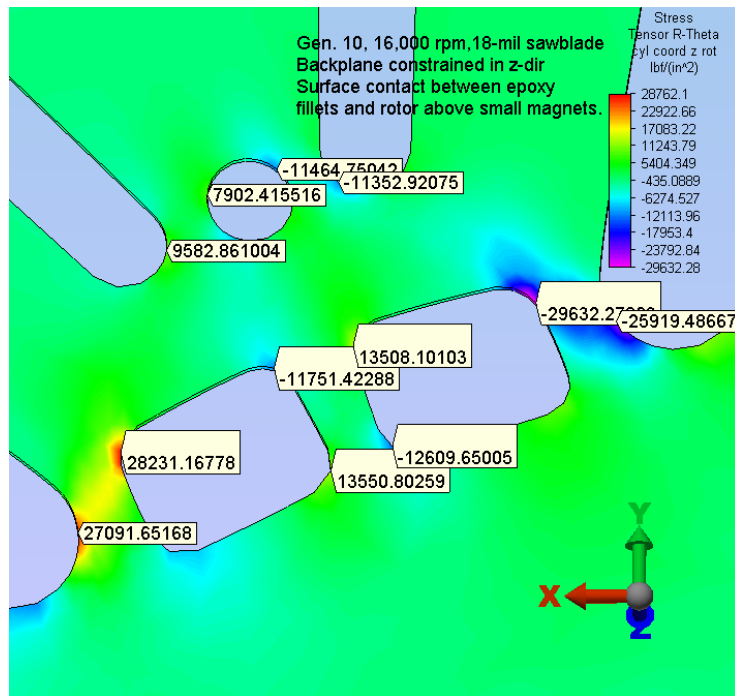 Gen. 10, 16,000 rpm,18-mil sawblade
Backplane constrained in z-dir
Surface contact between epoxy
fillets and rotor above small magnets.
Stress
Tensor R-Theta
cyl coord z rot
lbf/(in^2)
28762.1
22922.66
17083.22
11243.79
5404.349
-435.0889
-6274.527
-12113.96
-17953.4
-23792.84
-29632.28
-11464.75042
-11352.92075
7902.415516
9582.861004
-25919.48667
13508.10103
-11751.42288
28231.16778
-12609.65005
13550.80259
27091.65168
Y
X
Z